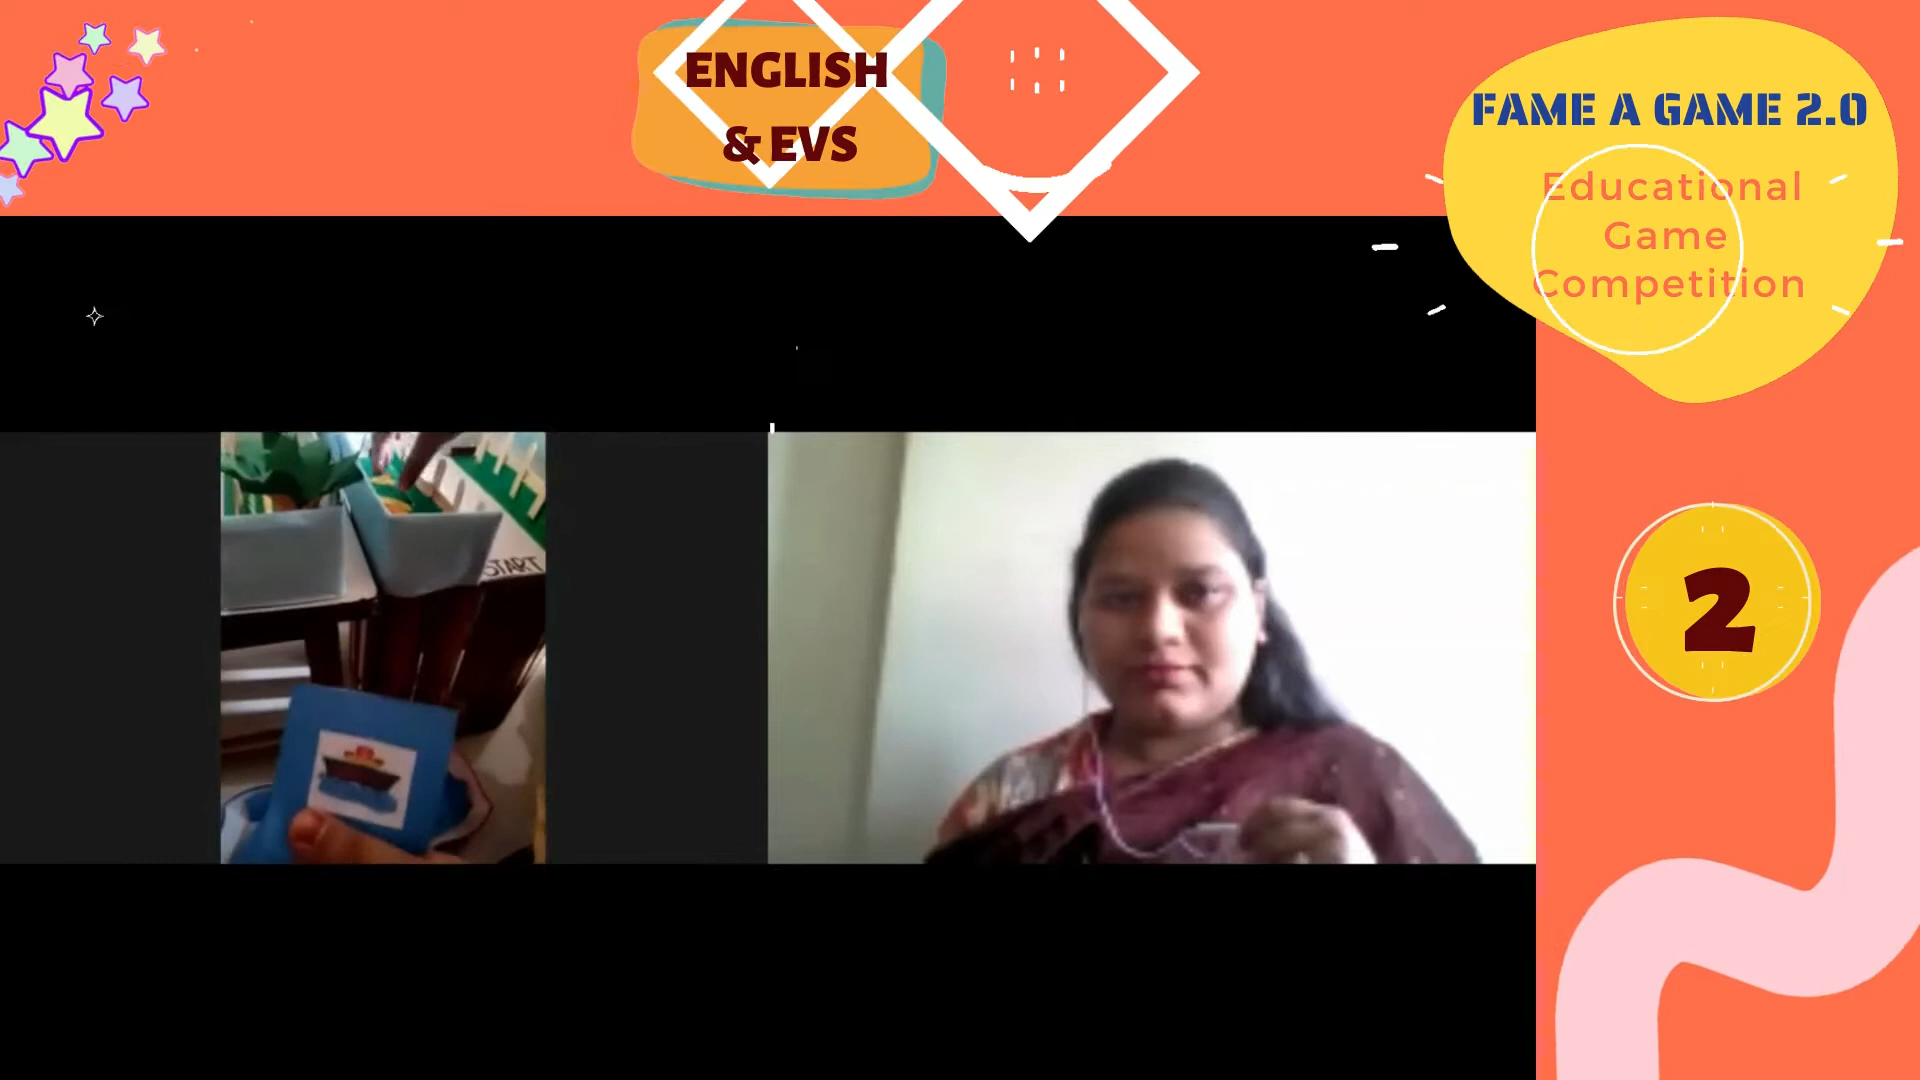 ENGLISH
& EVS
FAME A GAME 2.0
Educational
Game
Competition
START
2